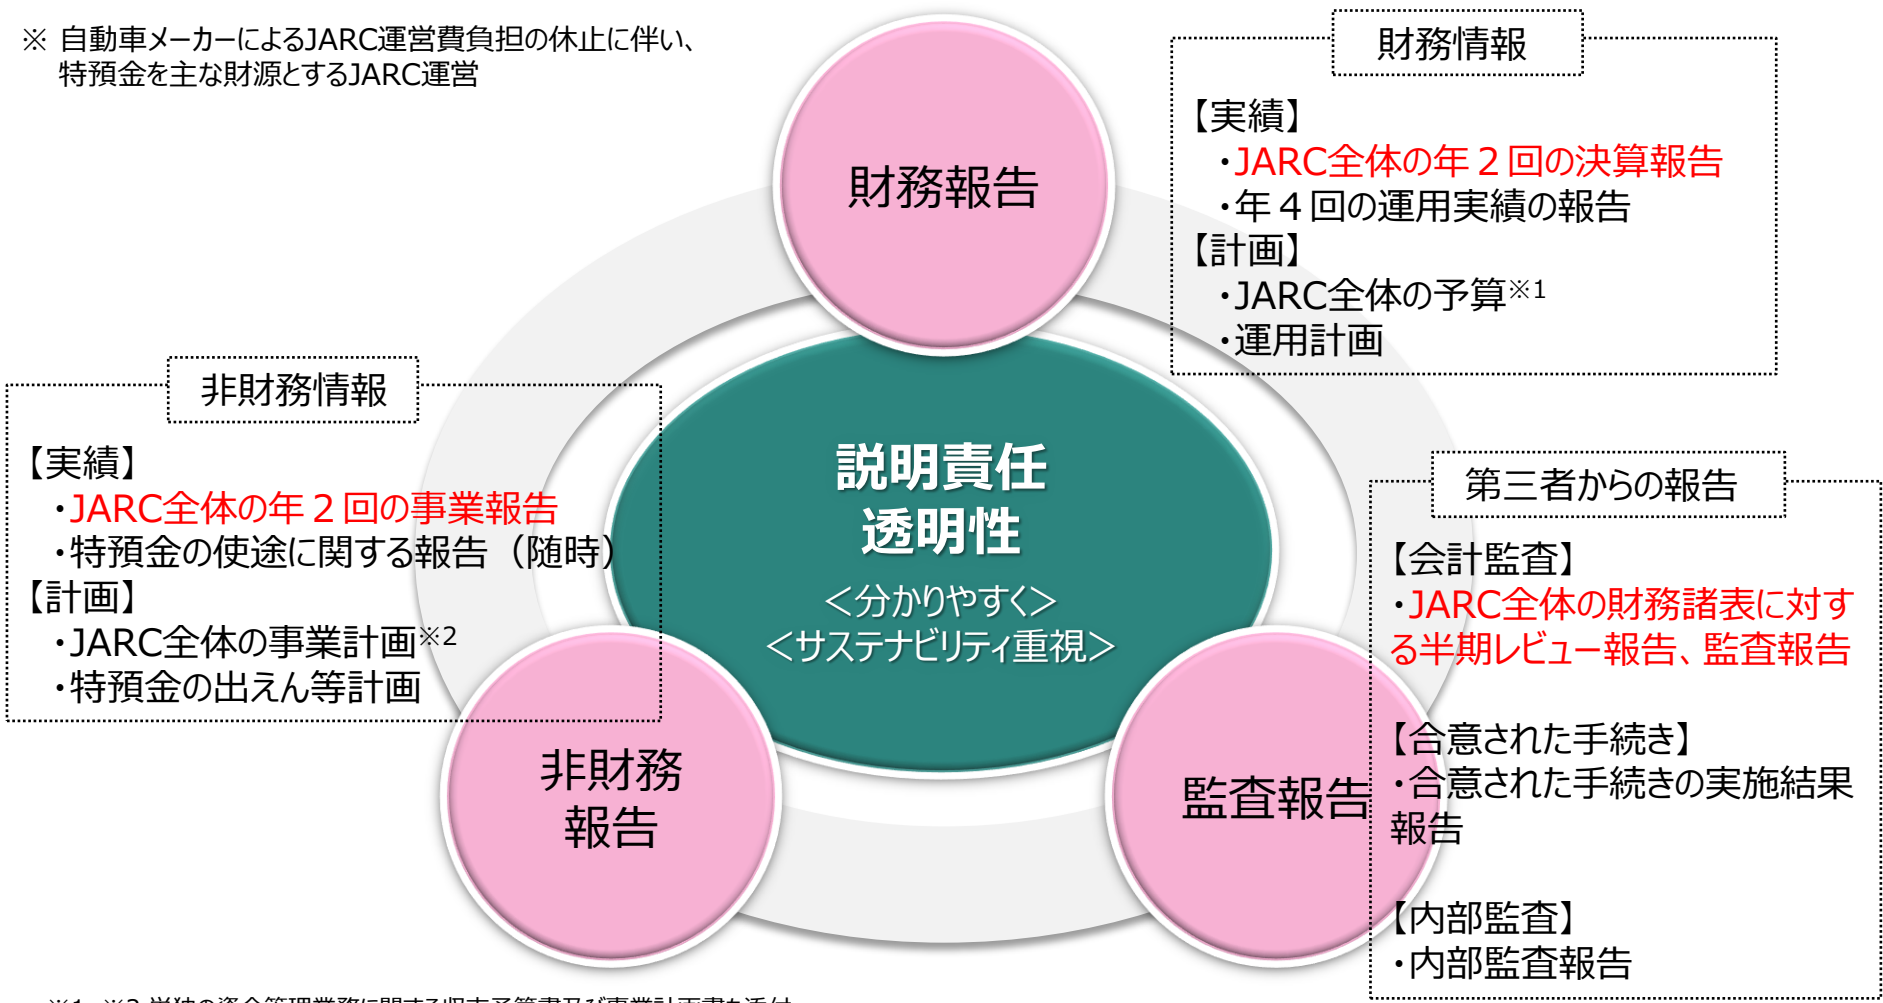 ※ 自動車メーカーによるJARC運営費負担の休止に伴い、
特預金を主な財源とするJARC運営
財務報告
財務情報
【実績】
・JARC全体の年２回の決算報告
・年４回の運用実績の報告
【計画】
・JARC全体の予算※1
・運用計画
非財務情報
【実績】
・JARC全体の年２回の事業報告
・特預金の使途に関する報告（随時）
【計画】
・JARC全体の事業計画※2
・特預金の出えん等計画
説明責任
透明性
＜分かりやすく＞
＜サステナビリティ重視＞
非財務
報告
監査報告
第三者からの報告
【会計監査】
・JARC全体の財務諸表に対す
る半期レビュー報告、監査報告
【合意された手続き】
・合意された手続きの実施結果
報告
【内部監査】
・内部監査報告